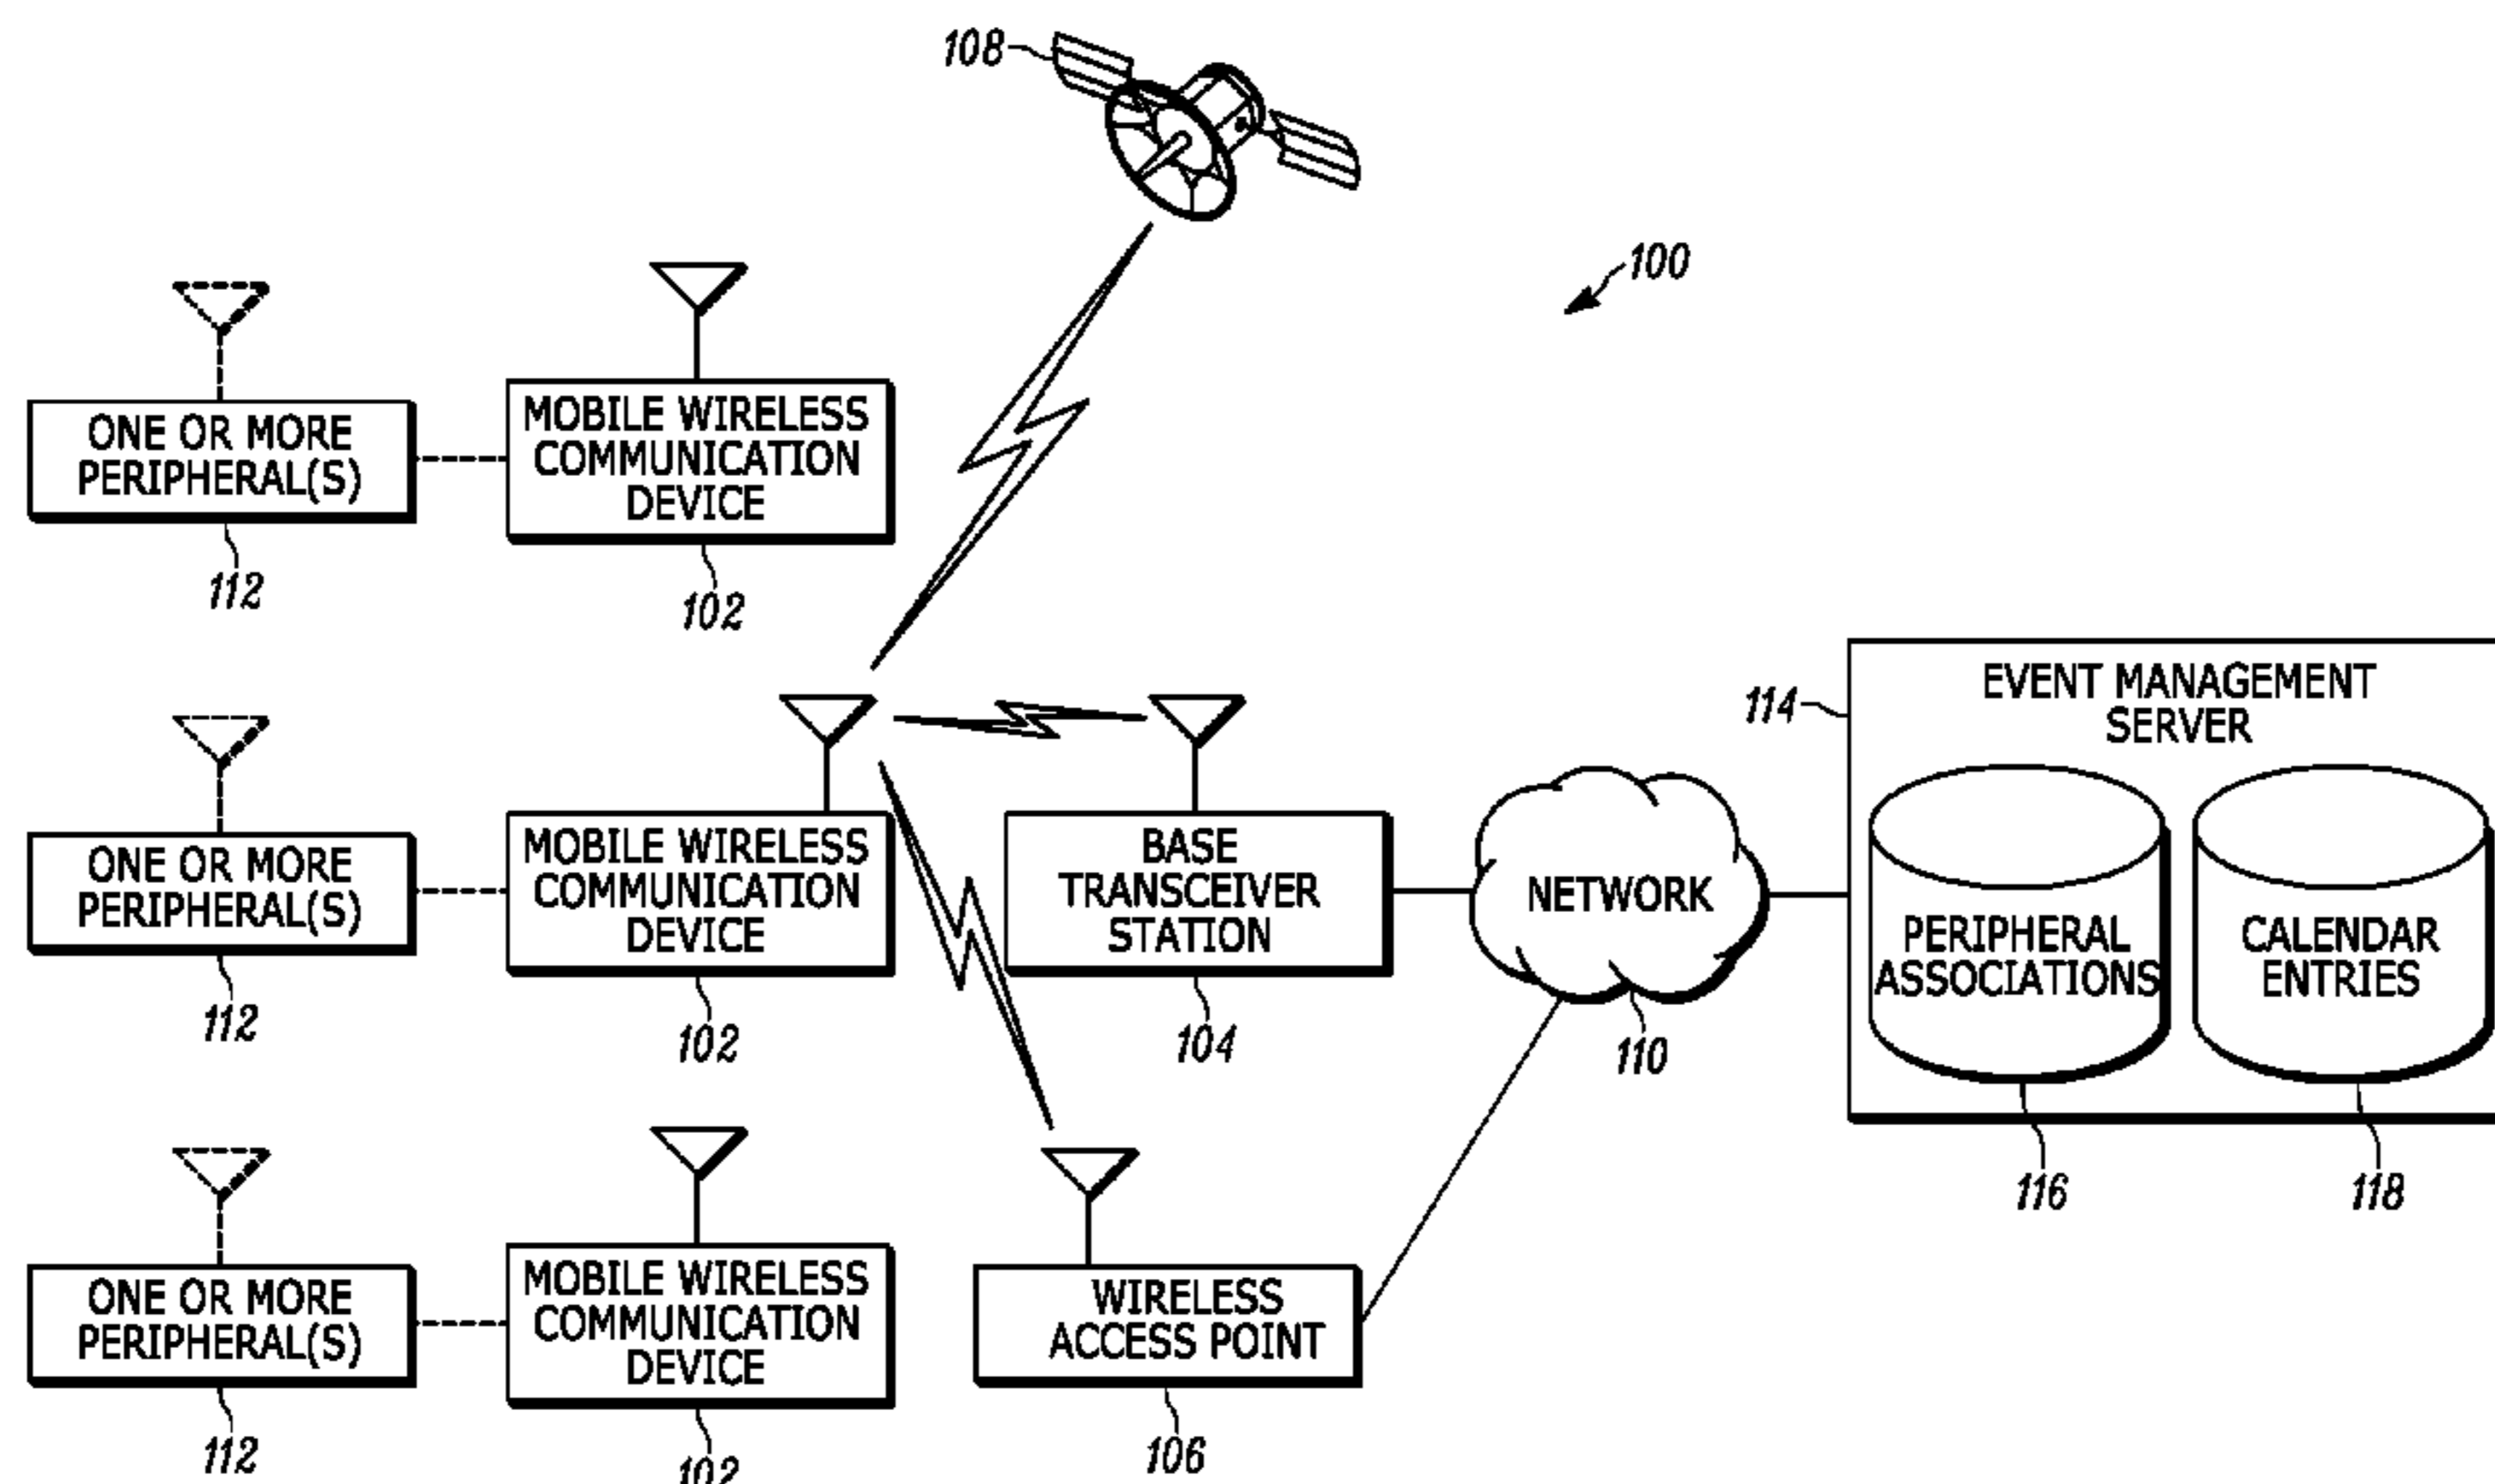 108
100
ONE OR MORE
PERIPHERAL(S)
112
MOBILE WIRELESS
COMMUNICATION
DEVICE
102
ONE OR MORE
PERIPHERAL(S)
112
MOBILE WIRELESS
COMMUNICATION
DEVICE
102
BASE
TRANSCEIVER
STATION
104
NETWORK
110
114
EVENT MANAGEMENT
SERVER
PERIPHERAL
ASSOCIATIONS
116
CALENDAR
ENTRIES
118
ONE OR MORE
PERIPHERAL(S)
112
MOBILE WIRELESS
COMMUNICATION
DEVICE
102
WIRELESS
ACCESS POINT
106